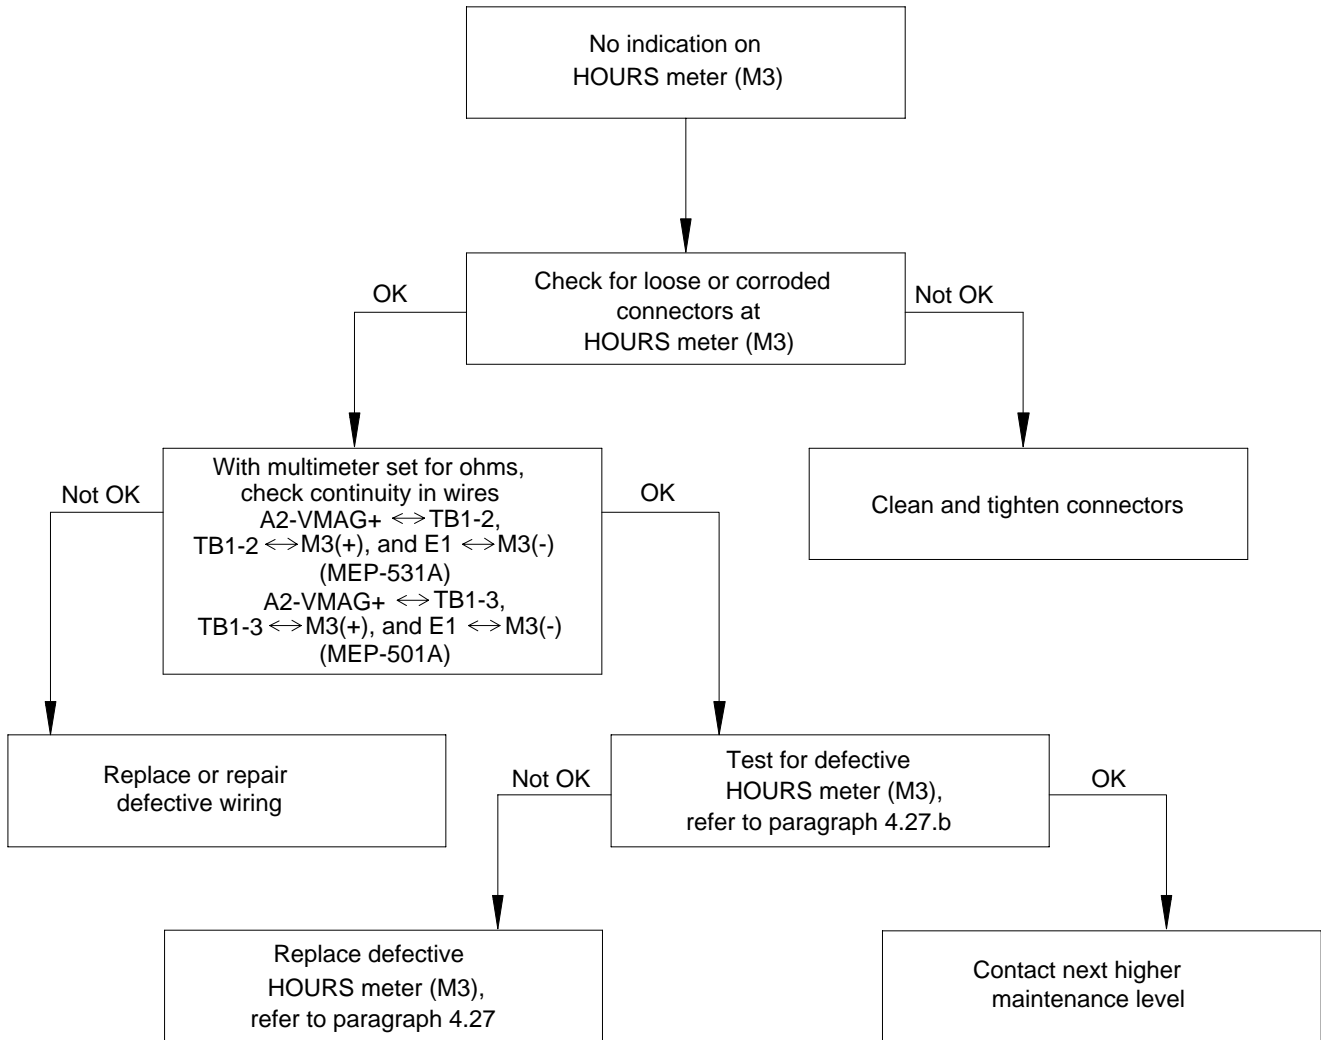 No indication on
HOURS meter (M3)
Check for loose or corroded
connectors at
HOURS meter (M3)
OK
Not OK
With multimeter set for ohms,
check continuity in wires
A2-VMAG+ ↔ TB1-2,
TB1-2 ↔ M3(+), and E1 ↔ M3(-)
(MEP-531A)
A2-VMAG+ ↔ TB1-3,
TB1-3 ↔ M3(+), and E1 ↔ M3(-)
(MEP-501A)
Not OK
OK
Clean and tighten connectors
Replace or repair
defective wiring
Test for defective
HOURS meter (M3),
refer to paragraph 4.27.b
Not OK
OK
Replace defective
HOURS meter (M3),
refer to paragraph 4.27
Contact next higher
maintenance level